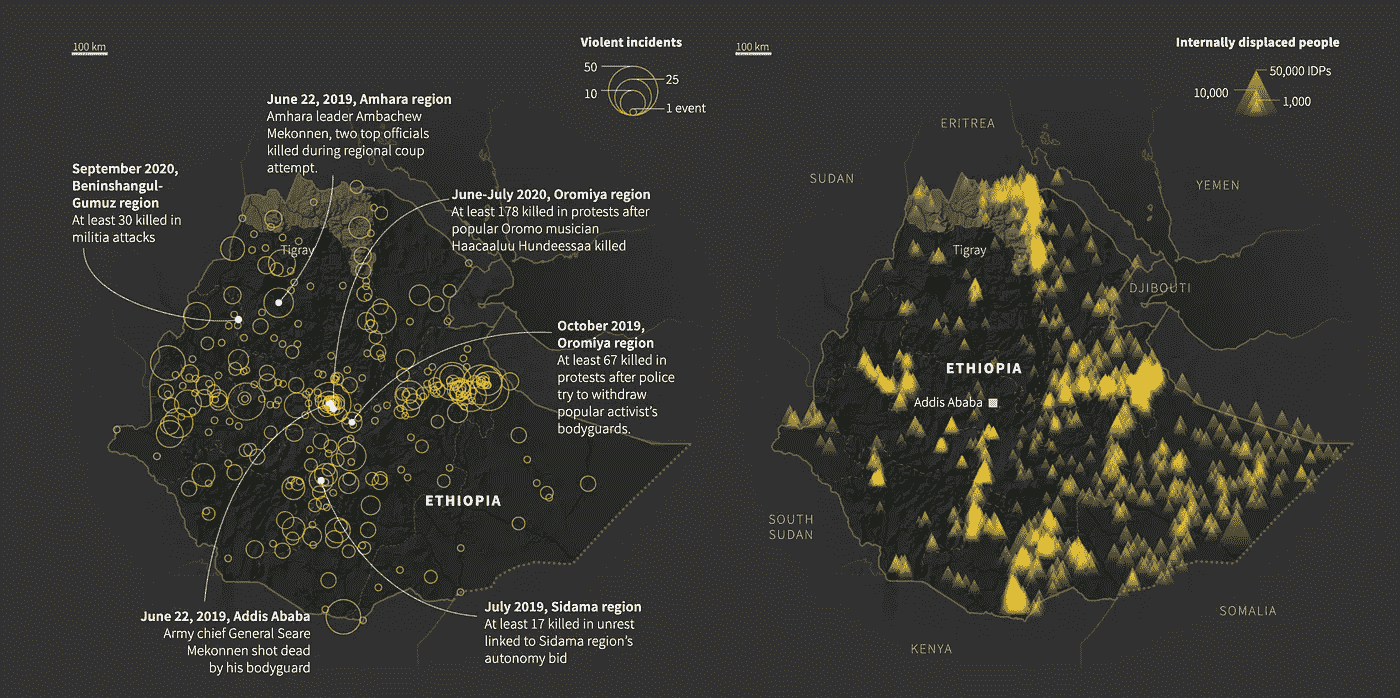 100 km
Violent incidents
50
25
10
1 event
June 22, 2019, Amhara region
Amhara leader Ambachew
Mekonnen, two top officials
killed during regional coup
attempt.
September 2020,
Beninshangul-
Gumuz region
At least 30 killed in
militia attacks
June-July 2020, Oromiya region
At least 178 killed in protests after
popular Oromo musician
Haacaaluu Hundeessaa killed
Tigray
October 2019,
Oromiya region
At least 67 killed in
protests after police
try to withdraw
popular activist's
bodyguards.
ETHIOPIA
June 22, 2019, Addis Ababa
Army chief General Seare
Mekonnen shot dead
by his bodyguard
July 2019, Sidama region
At least 17 killed in unrest
linked to Sidama region's
autonomy bid
100 km
Internally displaced people
50,000 IDPs
10,000
1,000
ERITREA
SUDAN
YEMEN
Tigray
DJIBOUTI
ETHIOPIA
Addis Ababa
SOUTH
SUDAN
SOMALIA
KENYA